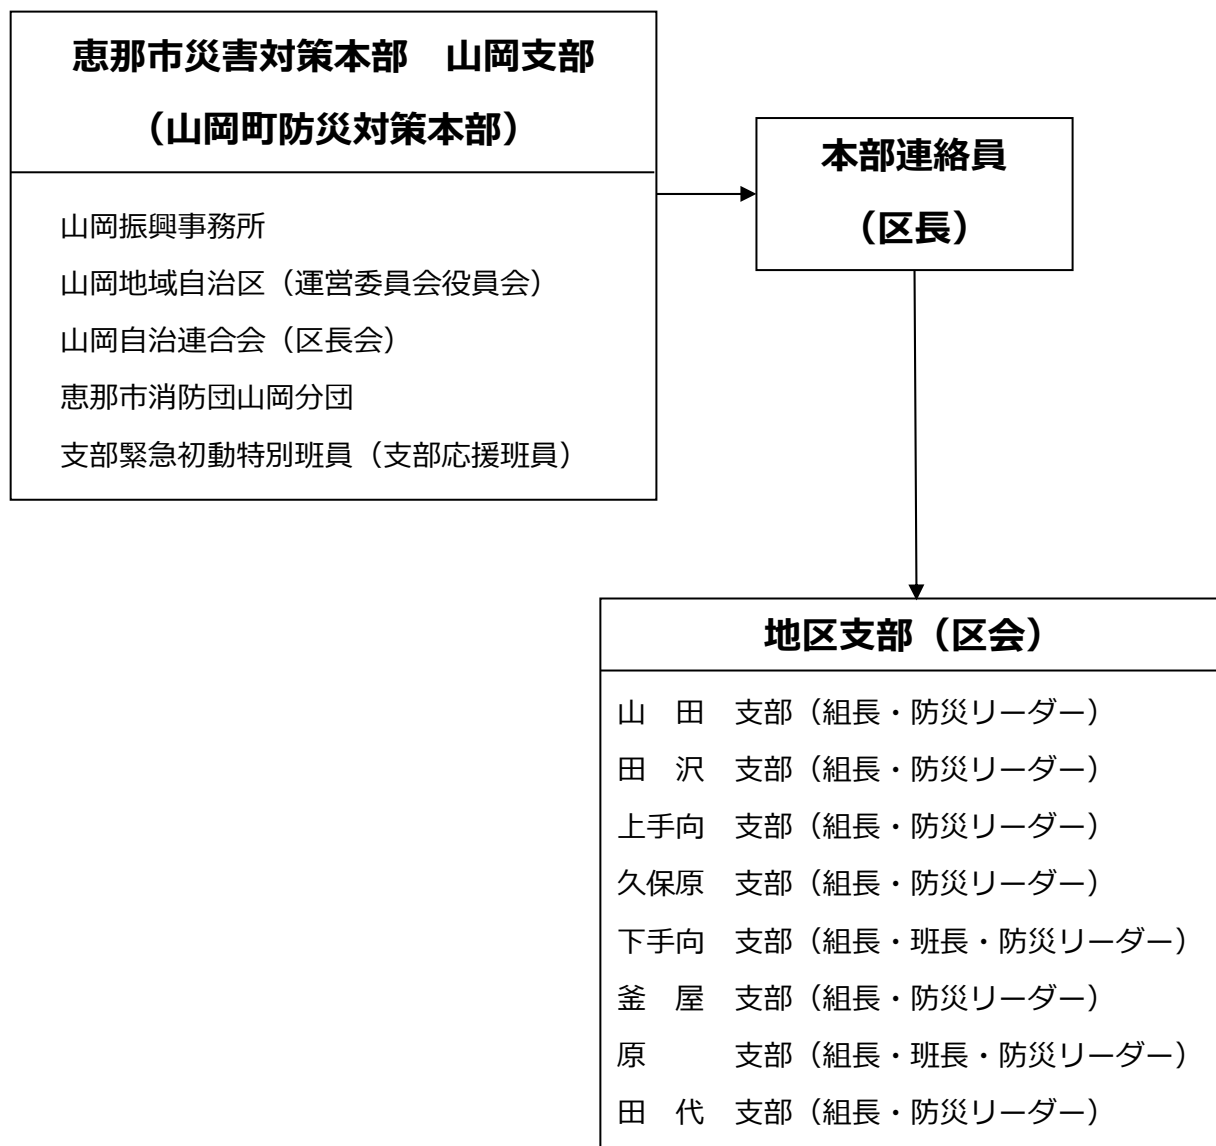 恵那市災害対策本部　山岡支部
（山岡町防災対策本部）
山岡振興事務所
山岡地域自治区（運営委員会役員会）
山岡自治連合会（区長会）
恵那市消防団山岡分団
支部緊急初動特別班員（支部応援班員）
本部連絡員
（区長）
地区支部（区会）
山　田　支部（組長・防災リーダー）
田　沢　支部（組長・防災リーダー）
上手向　支部（組長・防災リーダー）
久保原　支部（組長・防災リーダー）
下手向　支部（組長・班長・防災リーダー）
釜　屋　支部（組長・防災リーダー）
原　　　支部（組長・班長・防災リーダー）
田　代　支部（組長・防災リーダー）